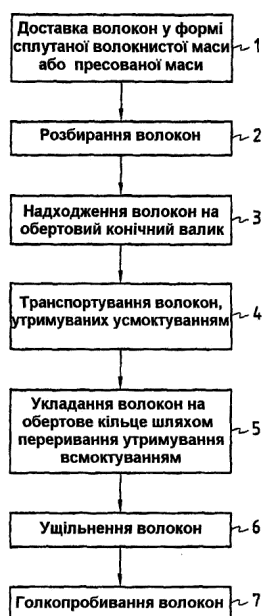 Доставка волокон у формі
сплутаної волокнистої маси
або пресованої маси
1
Розбирання волокон
2
Надходження волокон на
обертовий конічний валик
3
Транспортування волокон,
утримуваних усмоктуванням
4
Укладання волокон на
обертове кільце шляхом
переривання утримування
всмоктуванням
5
Ущільнення волокон
6
Голкопробивання волокон
7